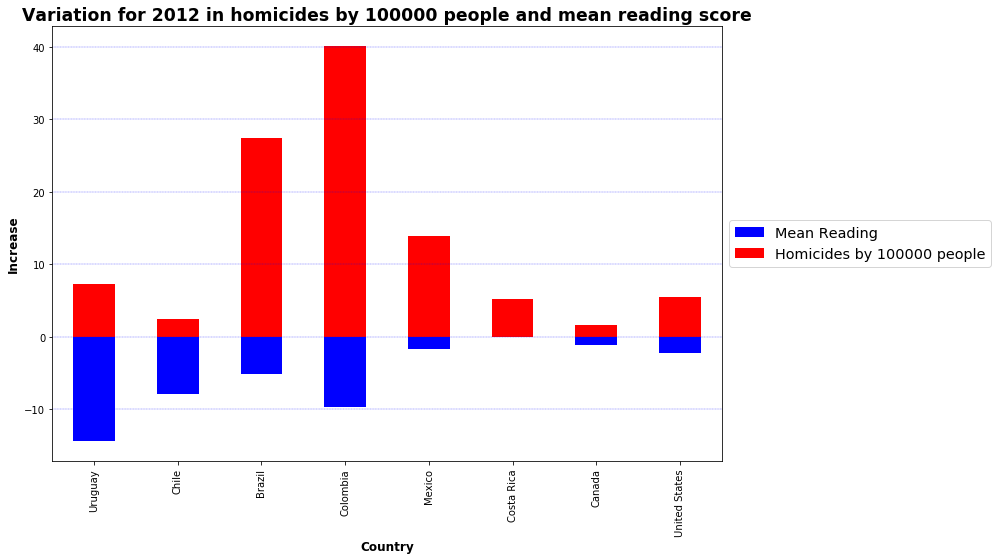 Variation for 2012 in homicides by 100000 people and mean reading score
40
30
20
10
0
−10
Increase
Uruguay
Chile
Brazil
Colombia
Mexico
Costa Rica
Canada
United States
Country
Mean Reading
Homicides by 100000 people